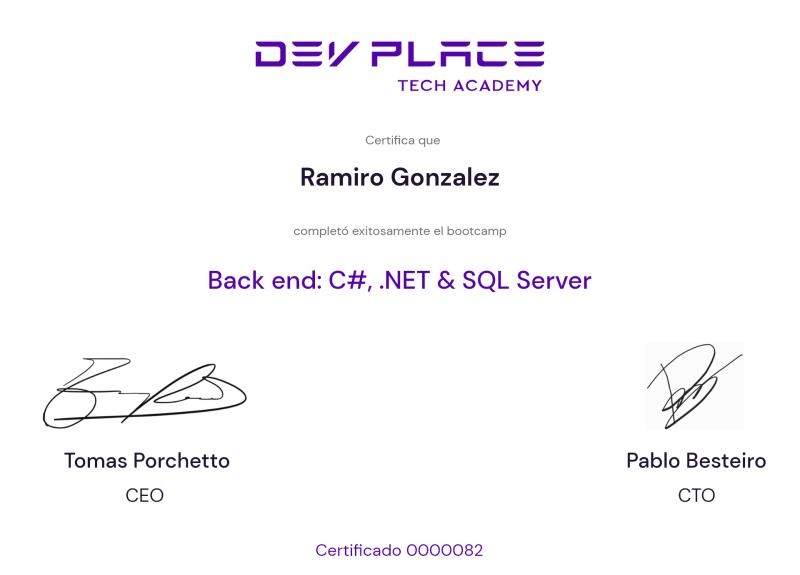 DEV PLACE
TECH ACADEMY
Certifica que
Ramiro Gonzalez
completó exitosamente el bootcamp
Back end: C#, .NET & SQL Server
Tomas Porchetto
CEO
Pablo Besteiro
CTO
Certificado 0000082